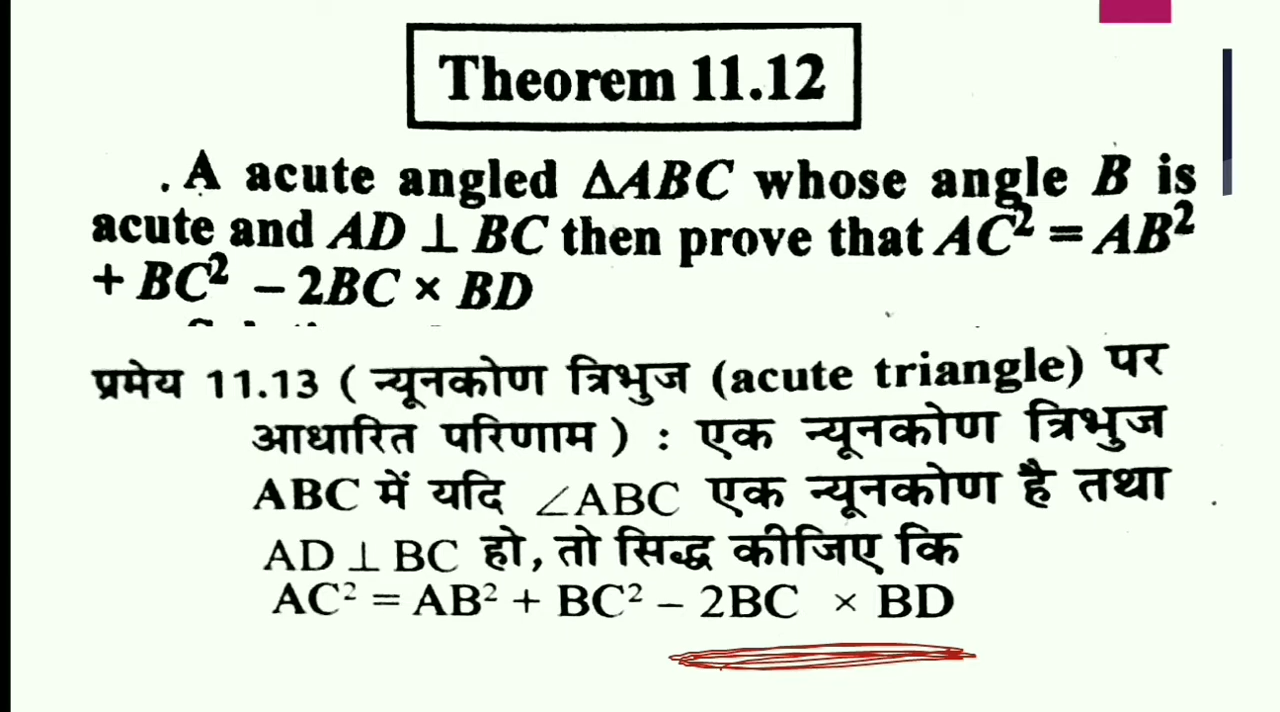 Theorem 11.12
. A acute angled ΔABC whose angle B is
acute and AD ⊥ BC then prove that AC² = AB²
+ BC² – 2BC × BD
प्रमेय 11.13 ( न्यूनकोण त्रिभुज (acute triangle) पर
आधारित परिणाम ) : एक न्यूनकोण त्रिभुज
ABC में यदि ∠ABC एक न्यूनकोण है तथा
AD ⊥ BC हो, तो सिद्ध कीजिए कि
AC² = AB² + BC² – 2BC × BD